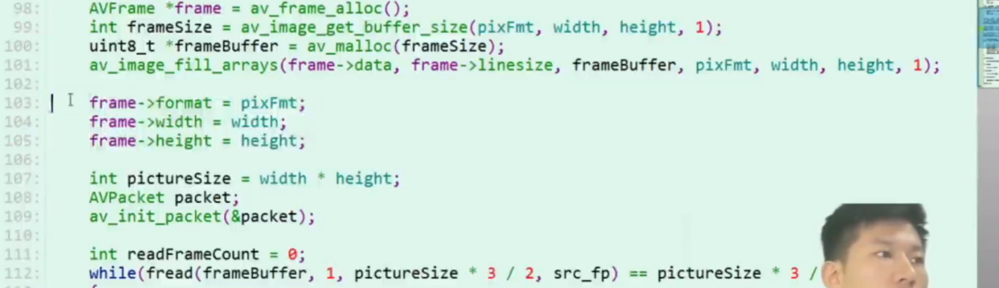 98: AVFrame *frame = av_frame_alloc();
99: int frameSize = av_image_get_buffer_size(pixFmt, width, height, 1);
100: uint8_t *frameBuffer = av_malloc(frameSize);
101: av_image_fill_arrays(frame->data, frame->linesize, frameBuffer, pixFmt, width, height, 1);
102:
103: frame->format = pixFmt;
104: frame->width = width;
105: frame->height = height;
106:
107: int pictureSize = width * height;
108: AVPacket packet;
109: av_init_packet(&packet);
110:
111: int readFrameCount = 0;
112: while(fread(frameBuffer, 1, pictureSize * 3 / 2, src_fp) == pictureSize * 3 /